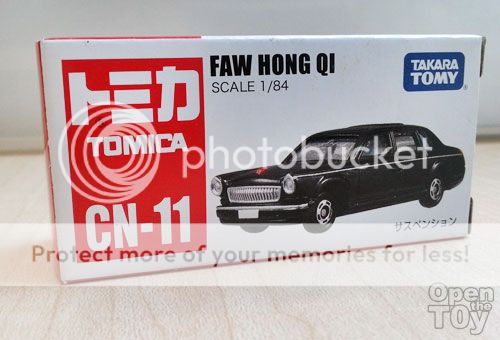 トミカ
TOMICA
CN-11
FAW HONG QI
SCALE 1/84
TAKARA
TOMY
サスペンション
photobucket
Protect more of your memories for less!
Open
the
TOY